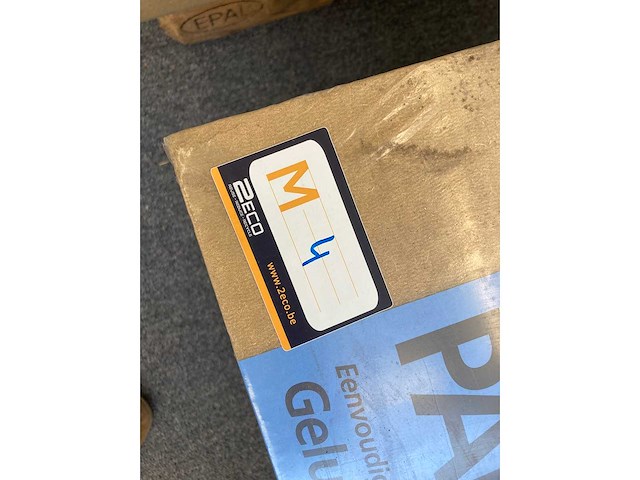 EPAL
M 4
2ECO
www.2eco.be
PA
Eenvoudi
Gelu